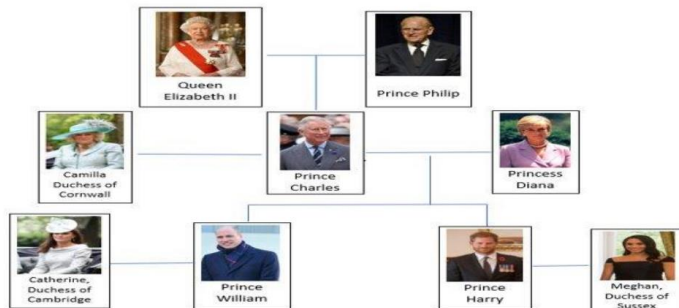 Queen
Elizabeth II
Prince Philip
Camilla
Duchess of
Cornwall
Prince
Charles
Princess
Diana
Catherine,
Duchess of
Cambridge
Prince
William
Prince
Harry
Meghan,
Duchess of
Sussex